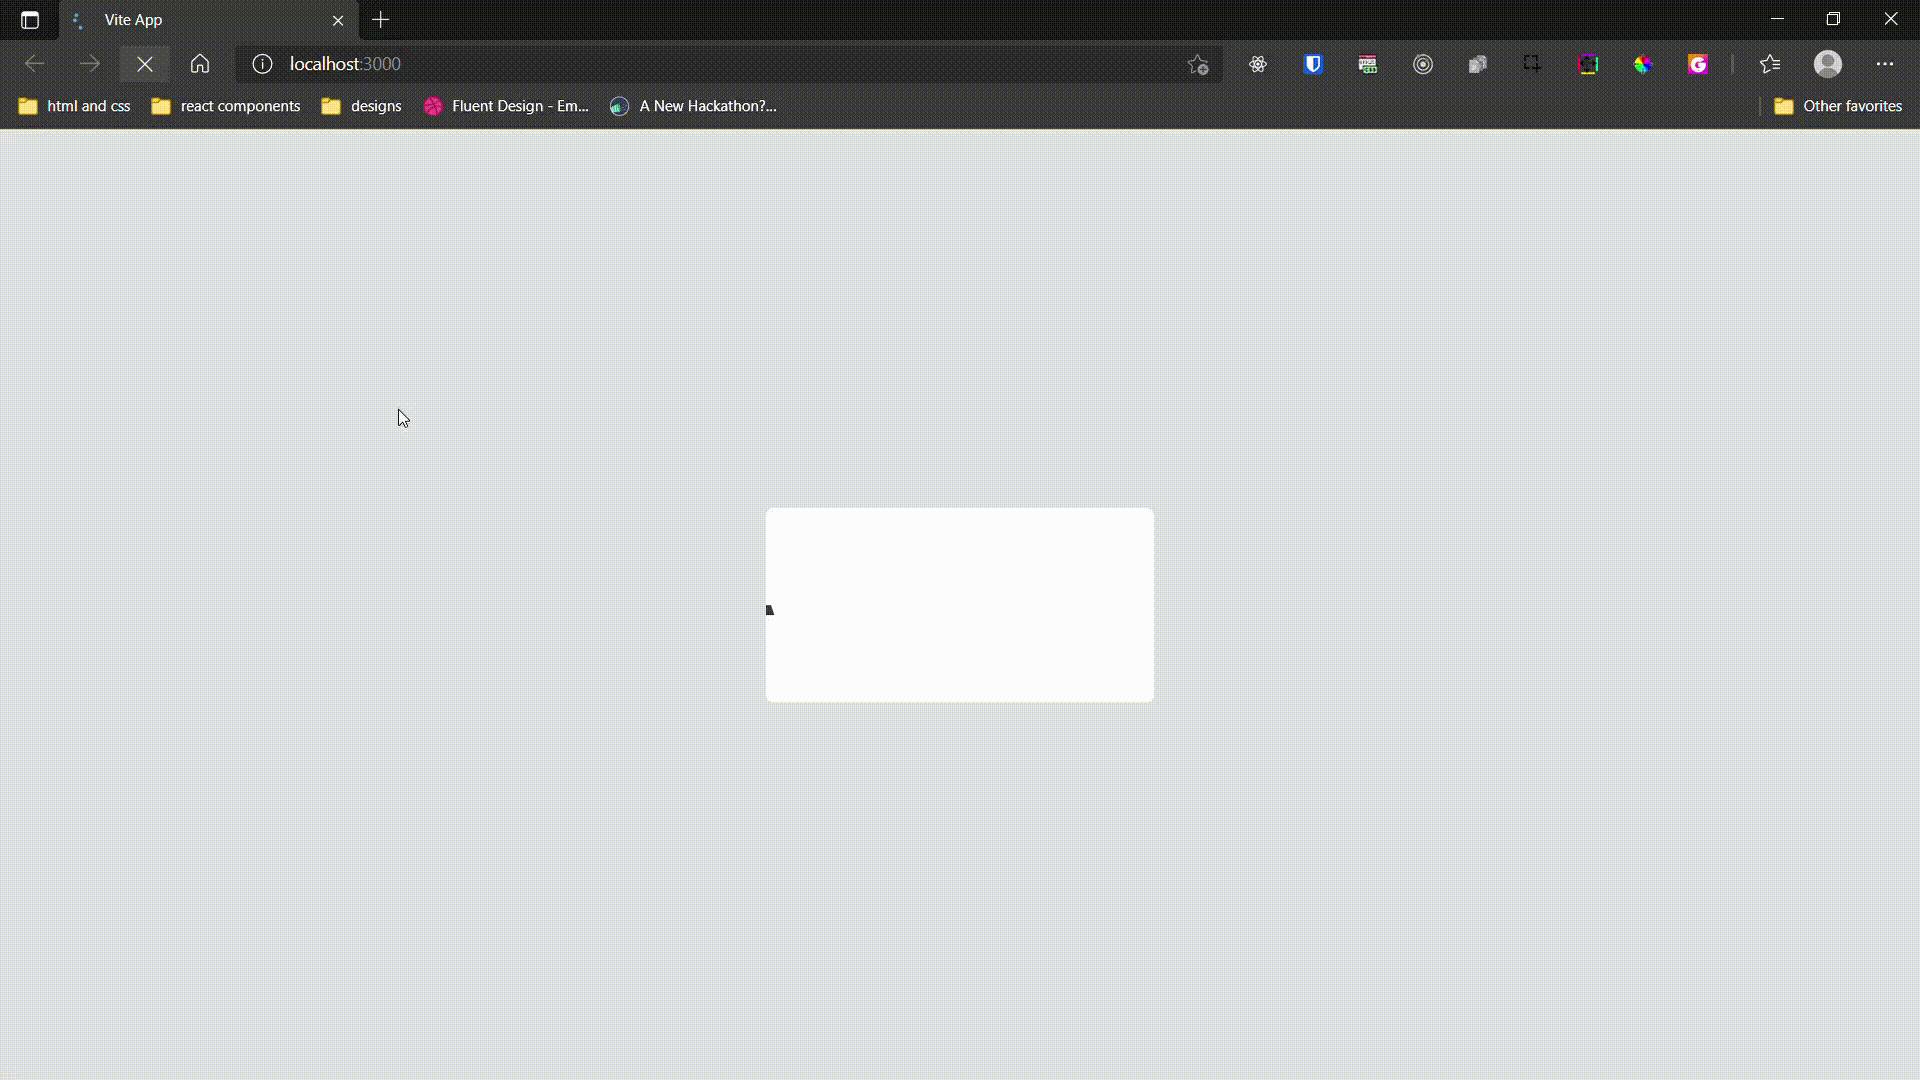 Vite App
localhost:3000
html and css
react components
designs
Fluent Design - Em...
A New Hackathon?...
Other favorites